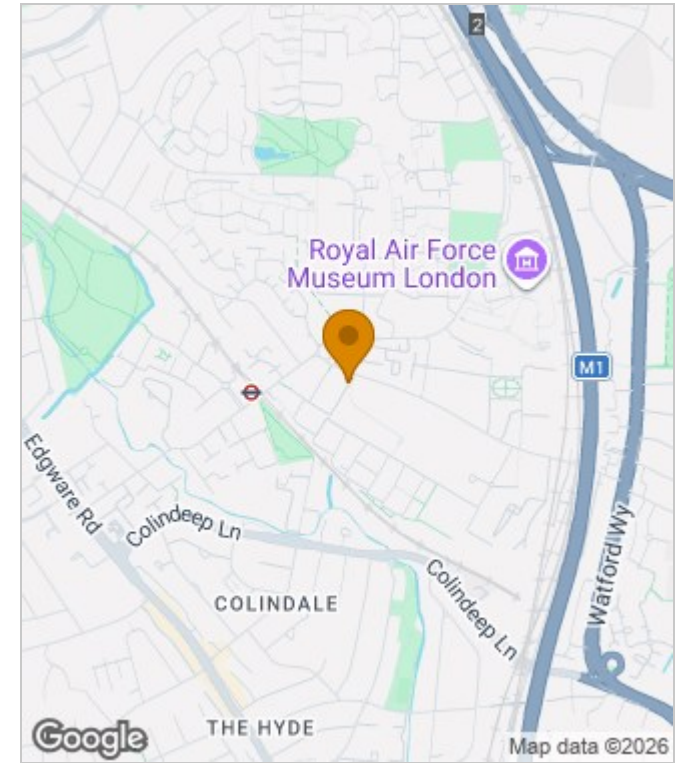 2
Royal Air Force
Museum London
M1
Edgware Rd
Colindeep Ln
Colindeep Ln
Watford Wy
COLINDALE
THE HYDE
Google
Map data ©2026